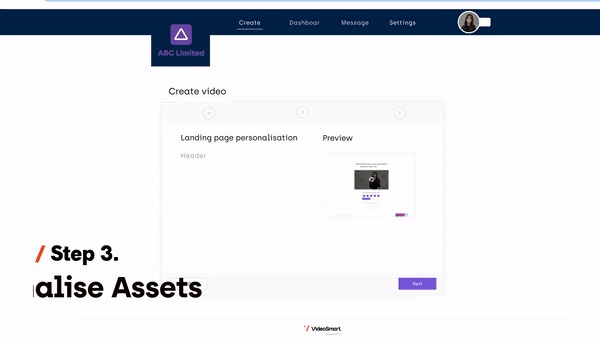 Create Dashboar Message Settings
ABC Limited
Create video
Landing page personalisation
Preview
Header
/ Step 3.
alise Assets
Next
VideoSmart.